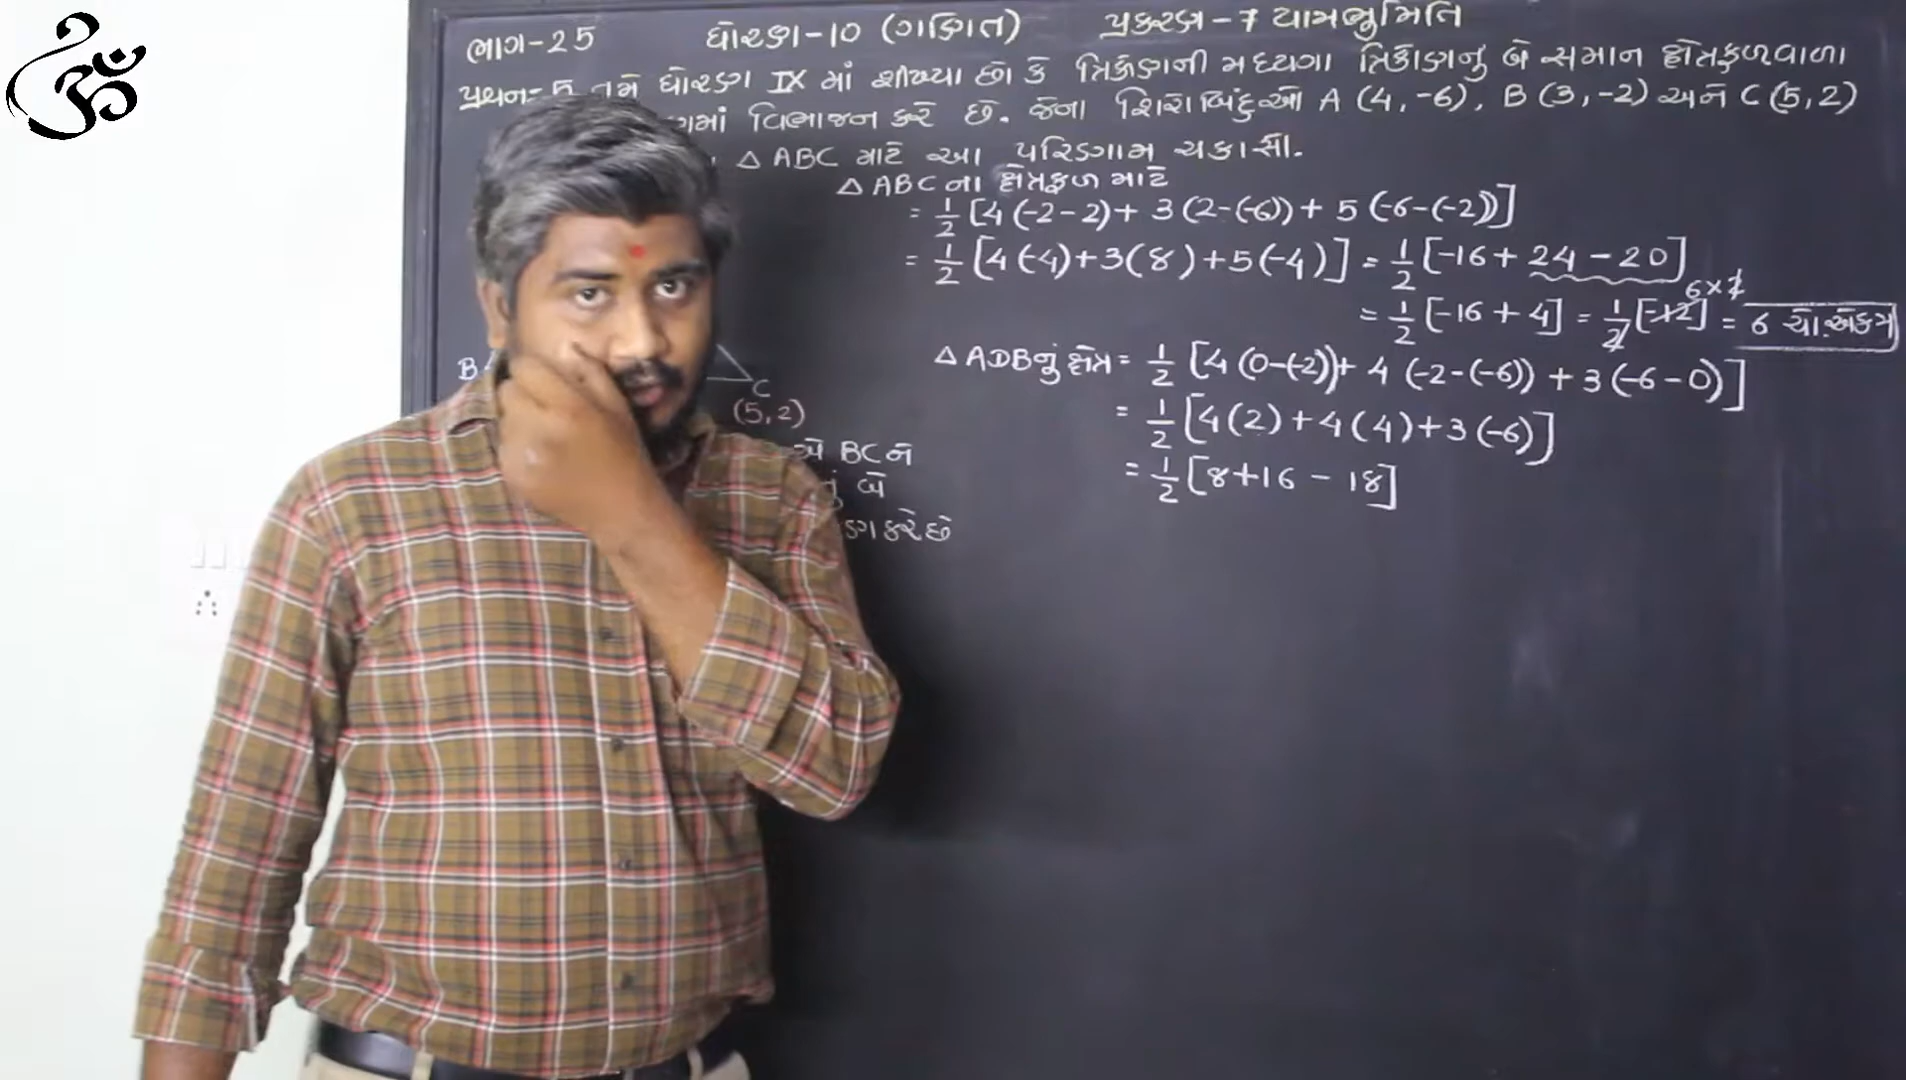 ૐ
ભાગ-25 ધોરણ-10 (ગણિત) પ્રકરણ-7 યામભૂમિતિ
પ્રશ્ન-5 તમે ધોરણ IX માં શીખ્યા છો કે ત્રિકોણની મધ્યગા ત્રિકોણનું બે સમાન ક્ષેત્રફળવાળા
વિભાજન કરે છે. જેના શિરોબિંદુઓ A (4, -6), B (3, -2) અને C (5, 2)
△ ABC માટે આ પરિણામ ચકાસો.
△ ABC ના ક્ષેત્રફળ માટે
= 1/2 [4 (-2 - 2) + 3 (2-(-6)) + 5 (-6-(-2))]
= 1/2 [4 (-4) + 3 (8) + 5 (-4)] = 1/2 [-16 + 24 - 20]
= 1/2 [-16 + 4] = 1/2 [-12] 6 × 1 = 6 ચો.એકમ
△ ADB નું ક્ષેત્ર = 1/2 [4 (0-(-2)) + 4 (-2-(-6)) + 3 (-6-0)]
= 1/2 [4 (2) + 4 (4) + 3 (-6)]
= 1/2 [8 + 16 - 18]
B C
(5, 2)
BC ને
બે
કરે છે